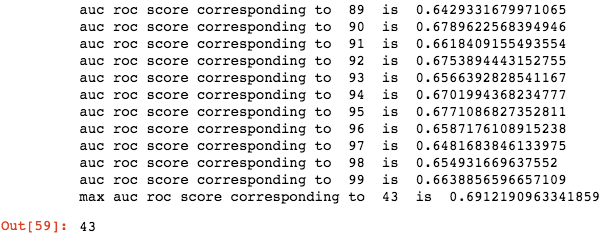 auc roc score corresponding to  89  is  0.6429331679971065
auc roc score corresponding to  90  is  0.6789622568394946
auc roc score corresponding to  91  is  0.6618409155493554
auc roc score corresponding to  92  is  0.6753894443152755
auc roc score corresponding to  93  is  0.6566392828541167
auc roc score corresponding to  94  is  0.6701994368234777
auc roc score corresponding to  95  is  0.6771086827352811
auc roc score corresponding to  96  is  0.6587176108915238
auc roc score corresponding to  97  is  0.6481683846133975
auc roc score corresponding to  98  is  0.654931669637552
auc roc score corresponding to  99  is  0.6638856596657109
max auc roc score corresponding to  43  is  0.6912190963341859
Out[59]: 43